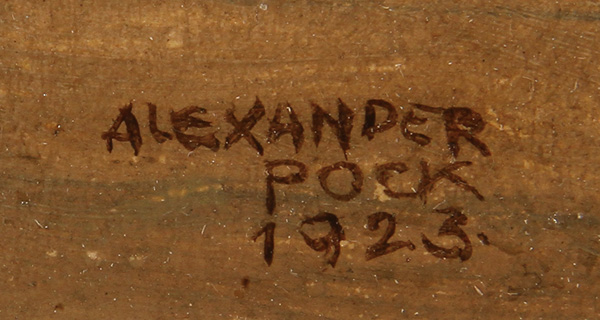 ALEXANDER
POCK
1923.